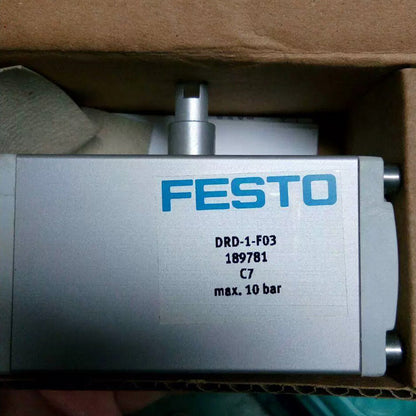 FESTO
DRD-1-F03
189781
C7
max. 10 bar